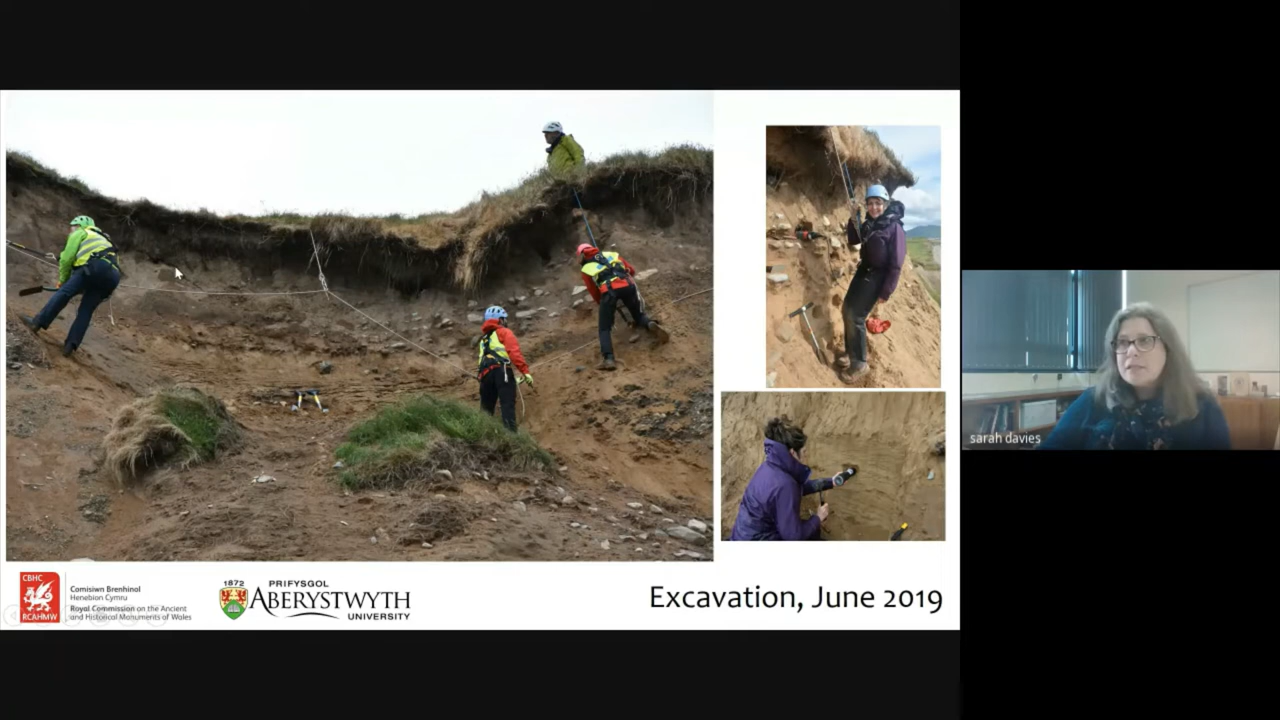 CBHC
RCAHMW
Comisiwn Brenhinol
Henebion Cymru
Royal Commission on the Ancient
and Historical Monuments of Wales
1872
PRIFYSGOL
ABERYSTWYTH
UNIVERSITY
Excavation, June 2019
sarah davies